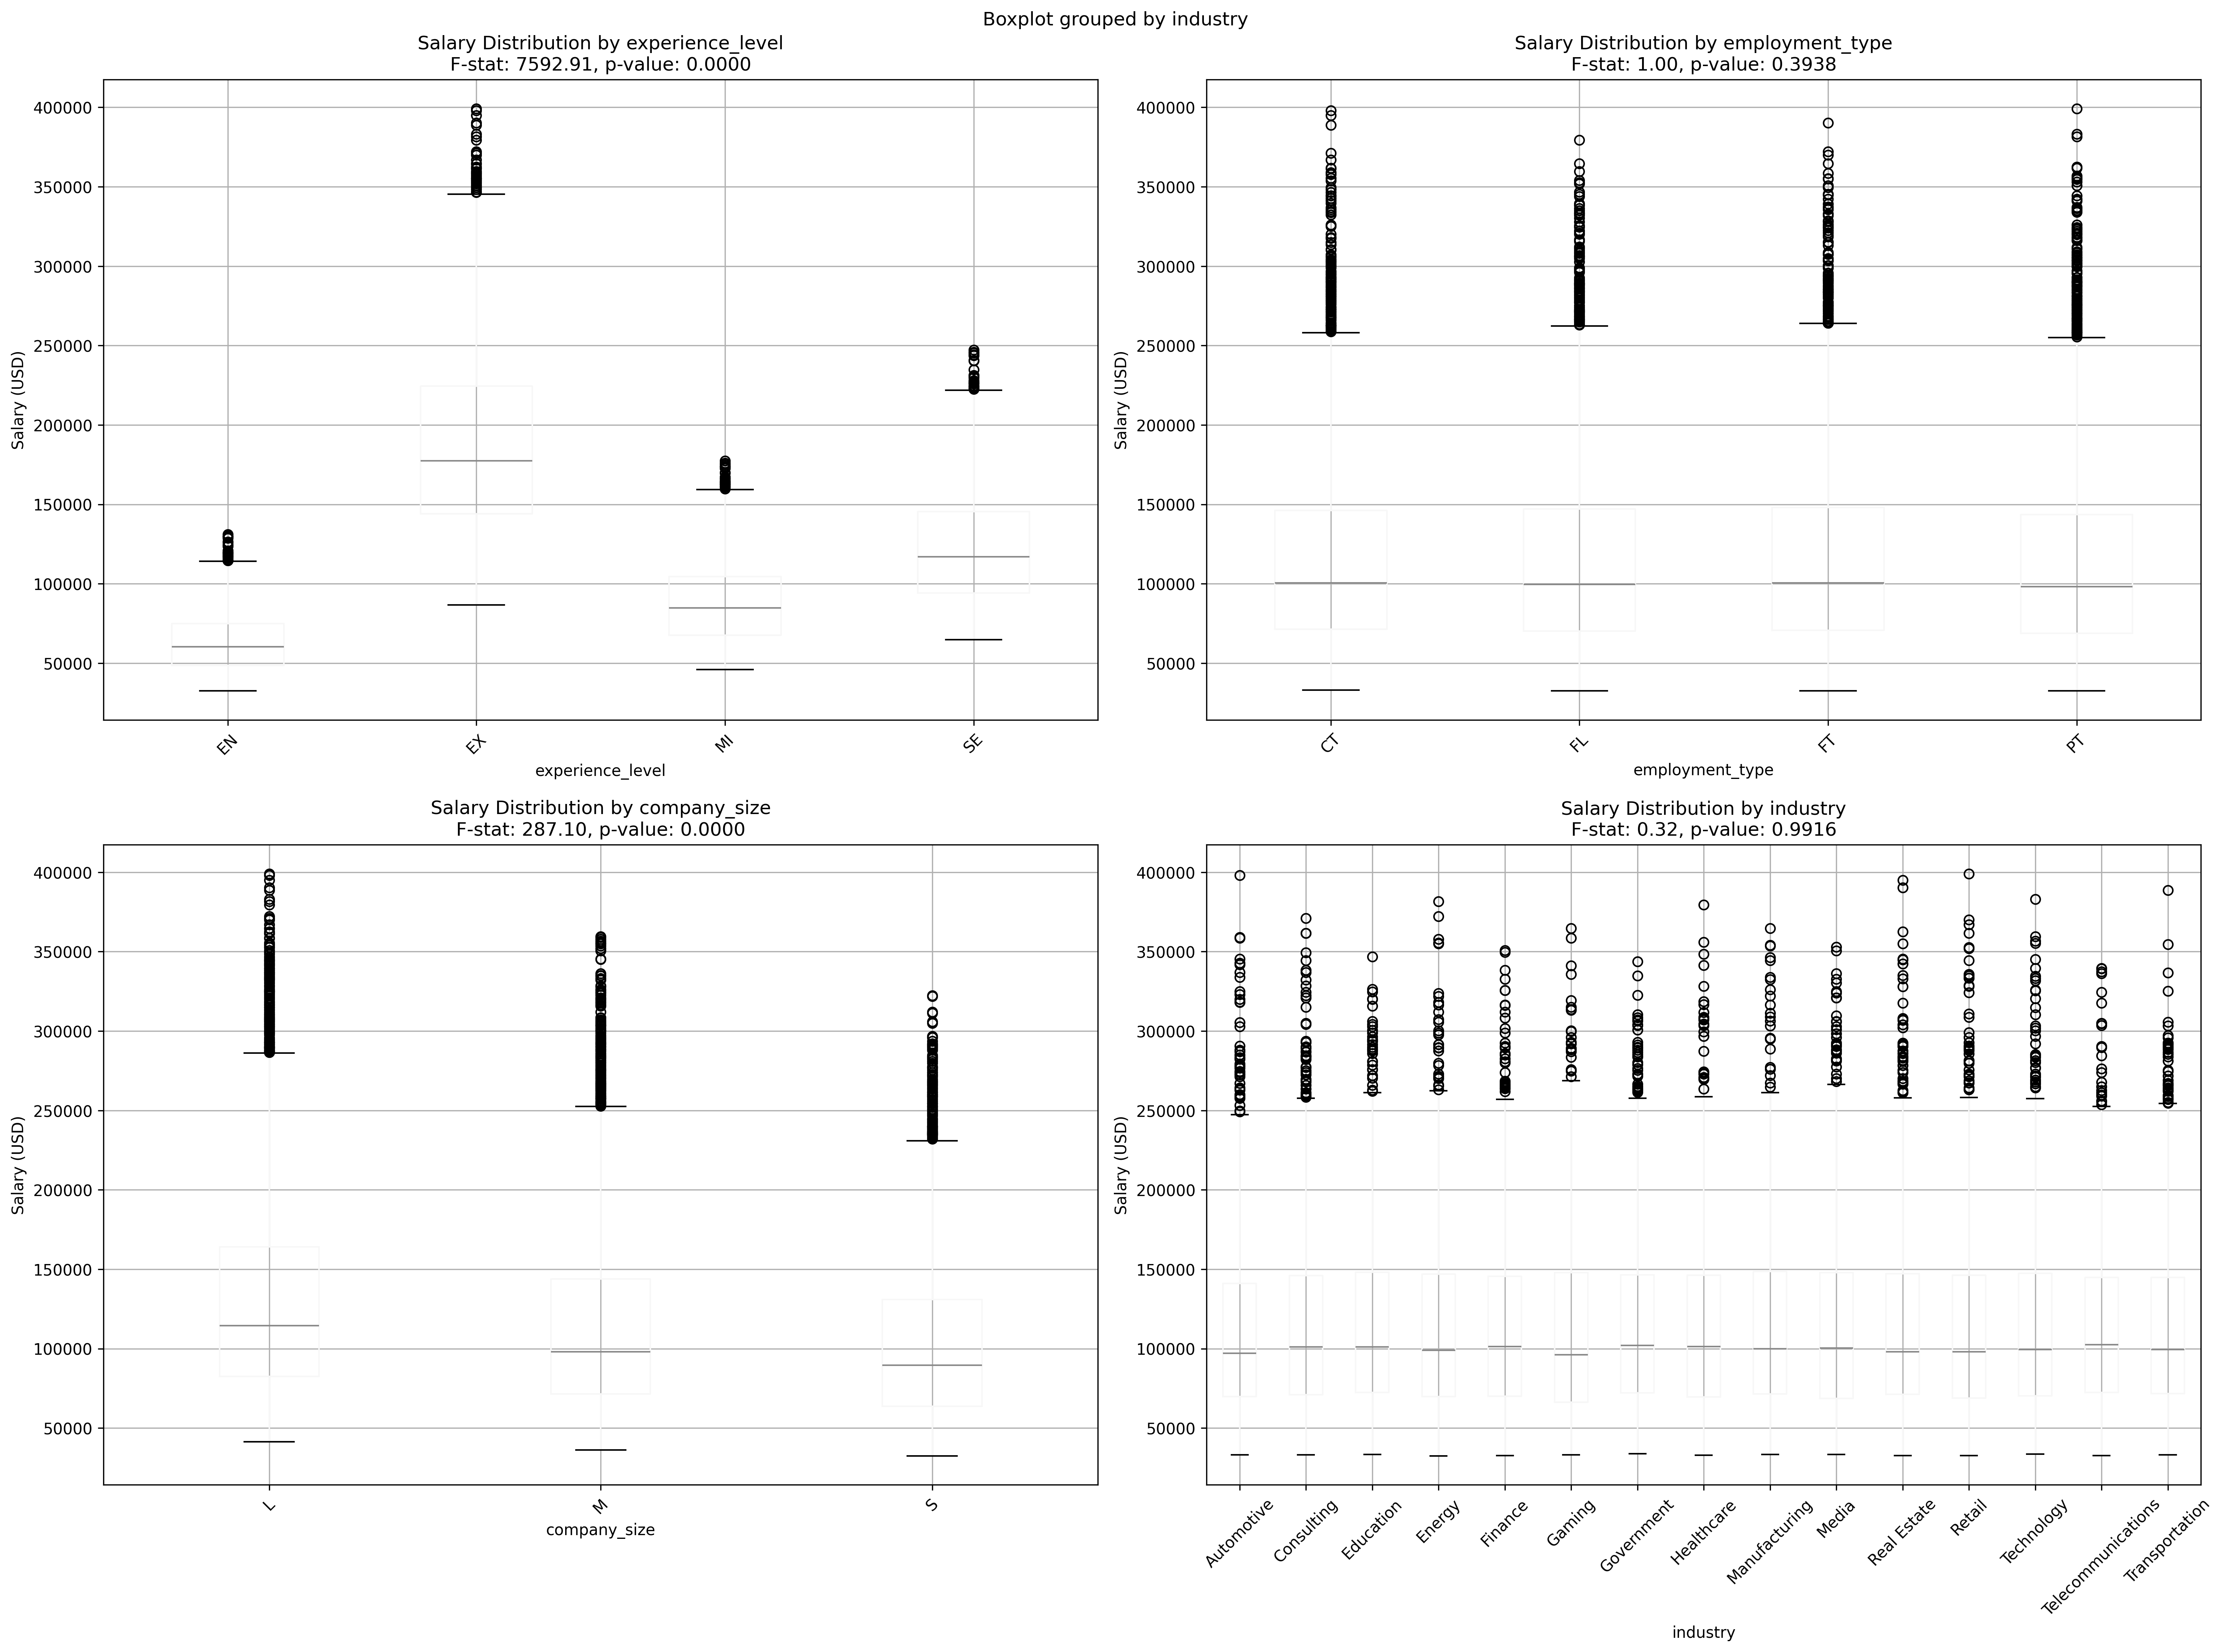 Boxplot grouped by industry
Salary Distribution by experience_level
F-stat: 7592.91, p-value: 0.0000
400000
350000
300000
250000
200000
150000
100000
50000
Salary (USD)
EN
EX
MI
SE
experience_level
Salary Distribution by employment_type
F-stat: 1.00, p-value: 0.3938
400000
350000
300000
250000
200000
150000
100000
50000
Salary (USD)
CT
FL
FT
PT
employment_type
Salary Distribution by company_size
F-stat: 287.10, p-value: 0.0000
400000
350000
300000
250000
200000
150000
100000
50000
Salary (USD)
L
M
S
company_size
Salary Distribution by industry
F-stat: 0.32, p-value: 0.9916
400000
350000
300000
250000
200000
150000
100000
50000
Salary (USD)
Automotive
Consulting
Education
Energy
Finance
Gaming
Government
Healthcare
Manufacturing
Media
Real Estate
Retail
Technology
Telecommunications
Transportation
industry